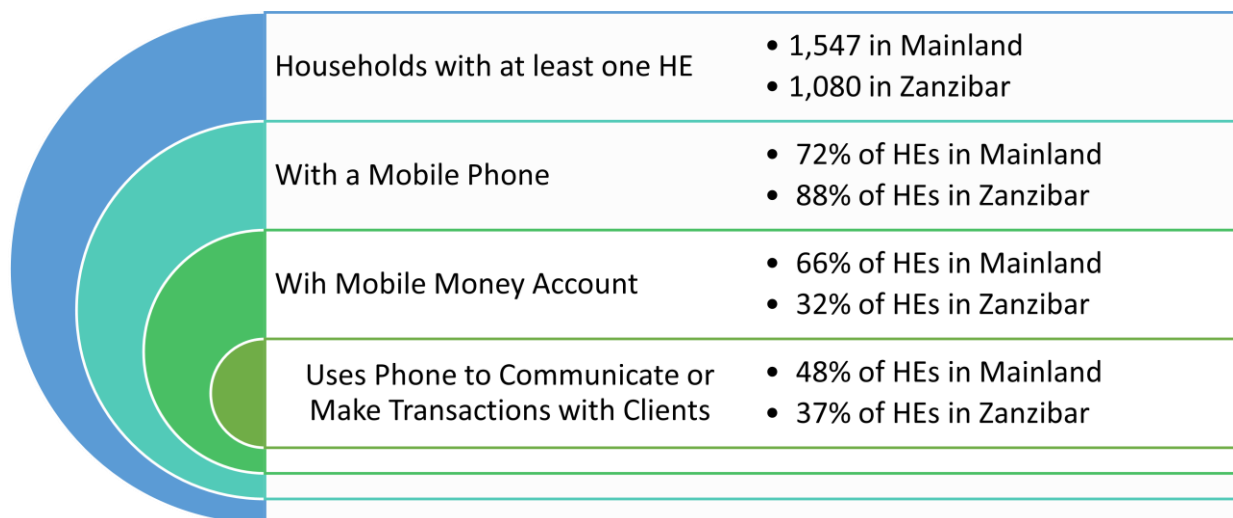 Households with at least one HE
• 1,547 in Mainland
• 1,080 in Zanzibar
With a Mobile Phone
• 72% of HEs in Mainland
• 88% of HEs in Zanzibar
Wih Mobile Money Account
• 66% of HEs in Mainland
• 32% of HEs in Zanzibar
Uses Phone to Communicate or
Make Transactions with Clients
• 48% of HEs in Mainland
• 37% of HEs in Zanzibar